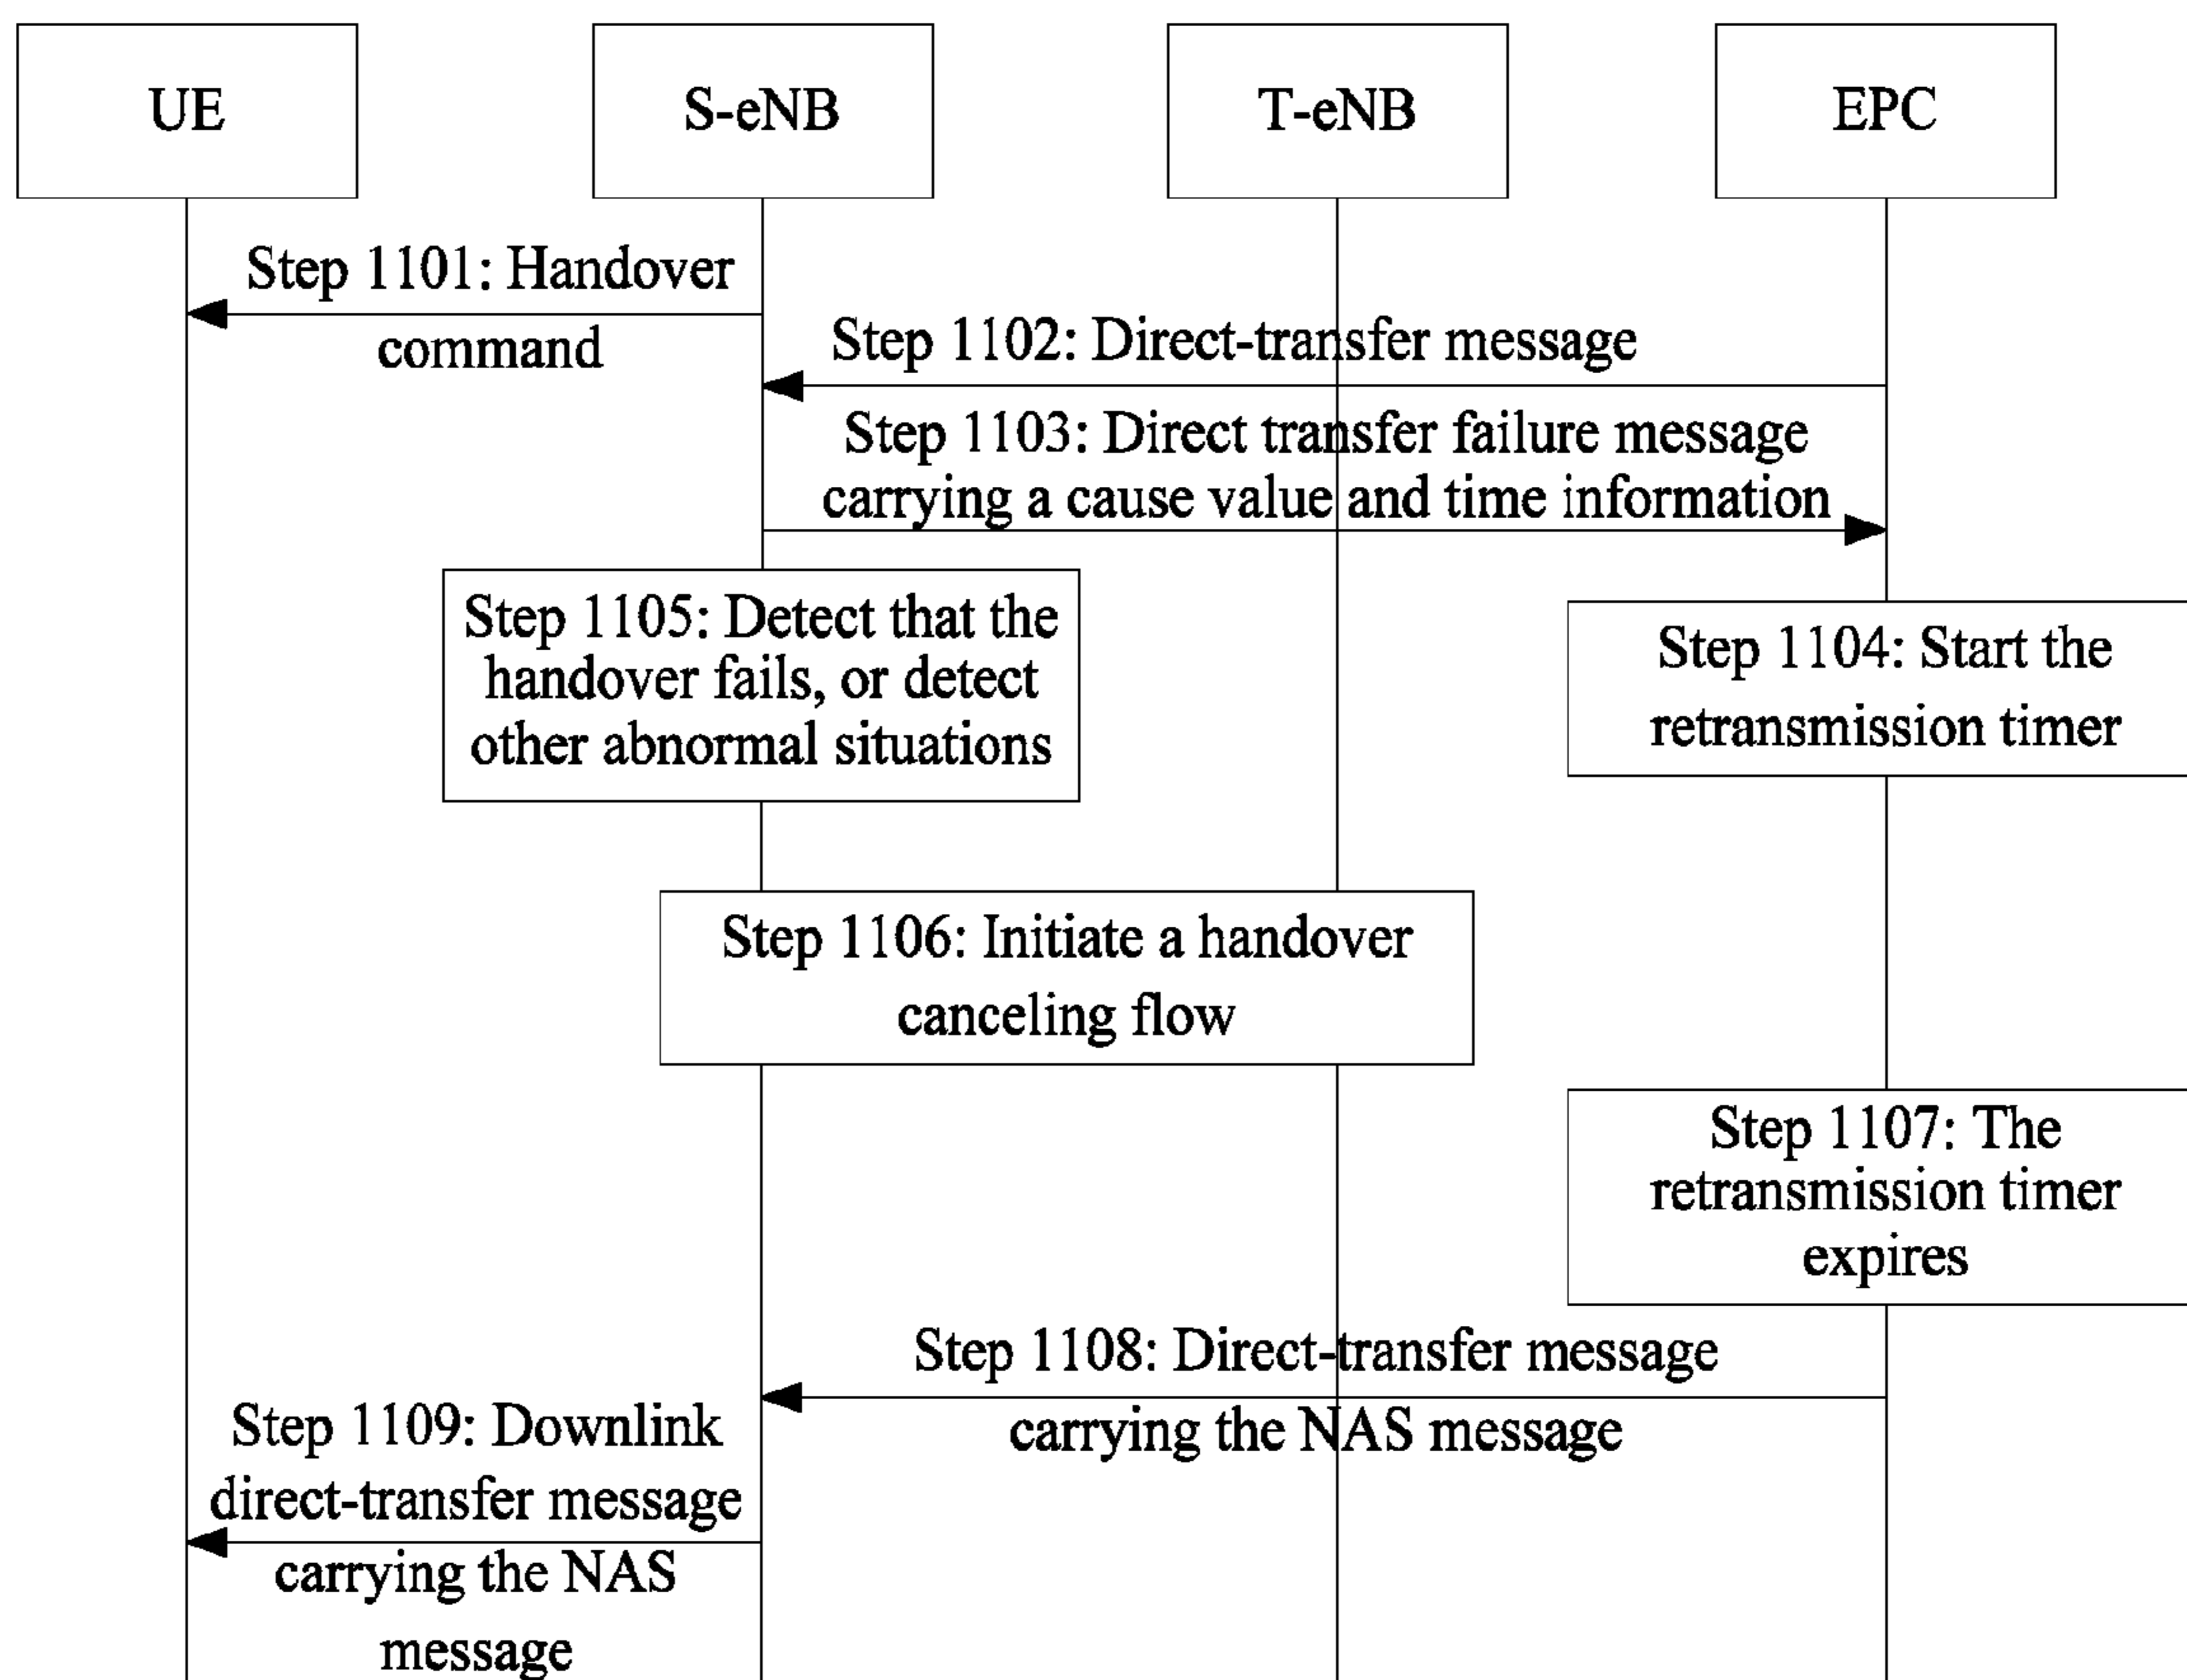 UE
S-eNB
T-eNB
EPC
Step 1101: Handover
command
Step 1102: Direct-transfer message
Step 1103: Direct transfer failure message
carrying a cause value and time information
Step 1105: Detect that the
handover fails, or detect
other abnormal situations
Step 1104: Start the
retransmission timer
Step 1106: Initiate a handover
canceling flow
Step 1107: The
retransmission timer
expires
Step 1108: Direct-transfer message
carrying the NAS message
Step 1109: Downlink
direct-transfer message
carrying the NAS
message